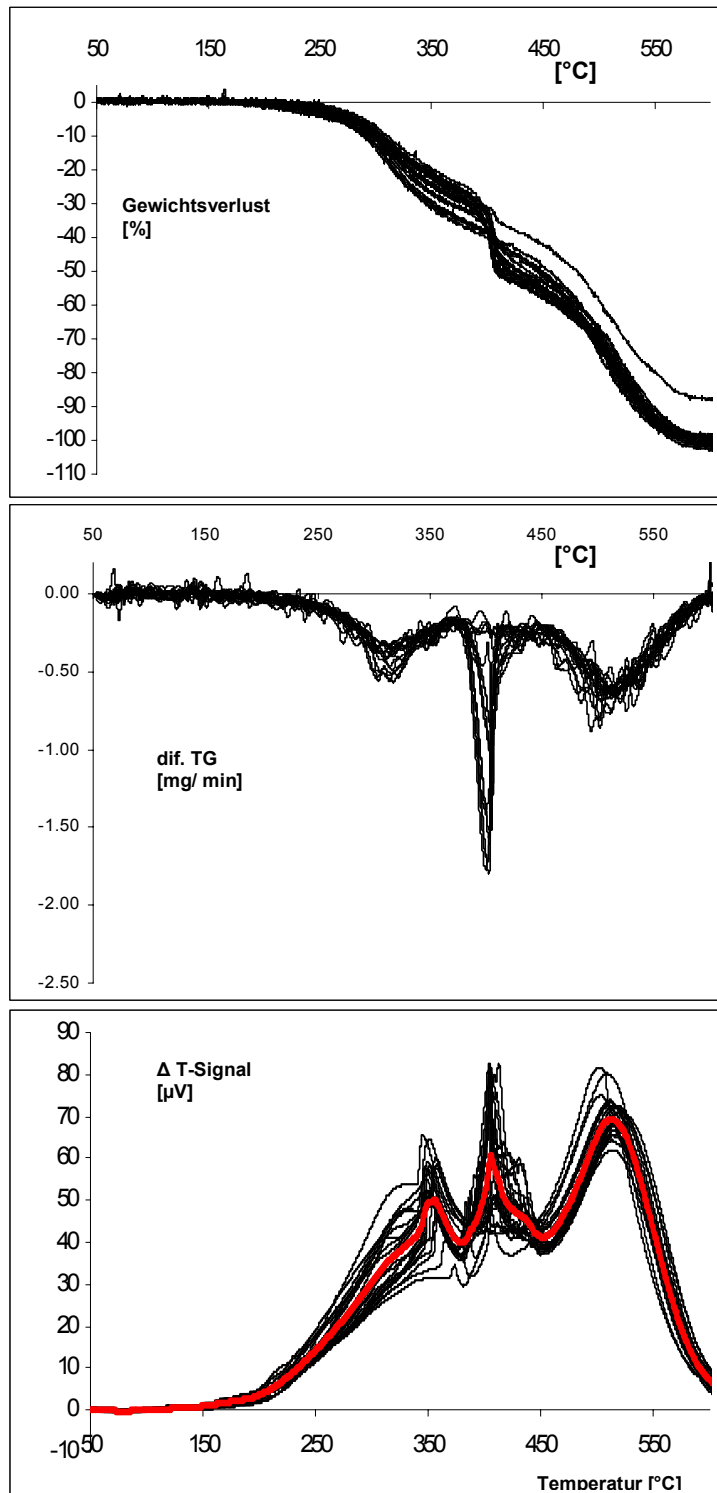 50 150 250 350 450 550
[°C]
0
-10
-20
-30
-40
-50
-60
-70
-80
-90
-100
-110
Gewichtsverlust
[%]
50 150 250 350 450 550
[°C]
0.00
-0.50
-1.00
-1.50
-2.00
-2.50
dif. TG
[mg/ min]
90
80
70
60
50
40
30
20
10
0
-10
Δ T-Signal
[µV]
50 150 250 350 450 550
Temperatur [°C]